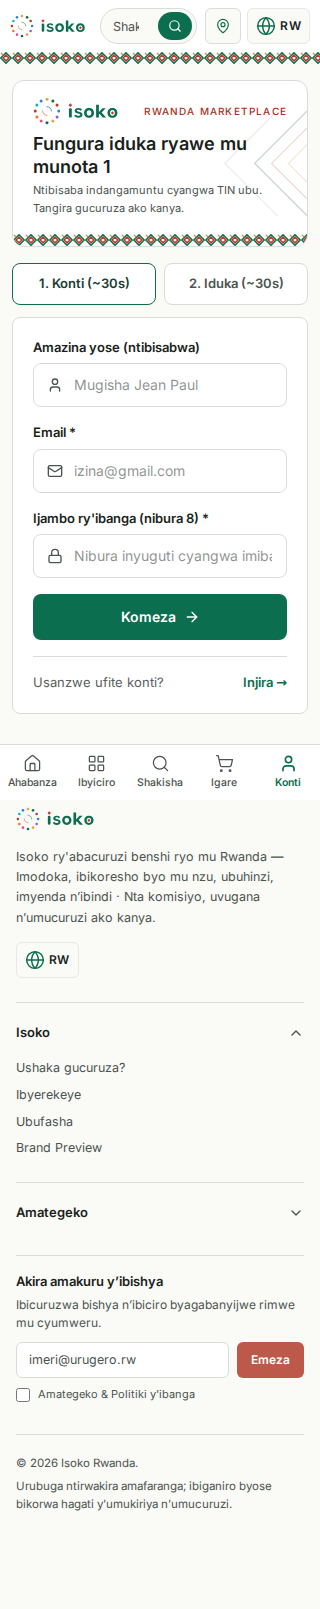 isoko
Shak
RW
isoko
RWANDA MARKETPLACE
Fungura iduka ryawe mu
munota 1
Ntibisaba indangamuntu cyangwa TIN ubu.
Tangira gucuruza ako kanya.
1. Konti (~30s)
2. Iduka (~30s)
Amazina yose (ntibisabwa)
Mugisha Jean Paul
Email *
izina@gmail.com
Ijambo ry'ibanga (nibura 8) *
Nibura inyuguti cyangwa imiba
Komeza →
Usanzwe ufite konti?
Injira →
Ahabanza
Ibyiciro
Shakisha
Igare
Konti
isoko
Isoko ry'abacuruzi benshi ryo mu Rwanda —
Imodoka, ibikoresho byo mu nzu, ubuhinzi,
imyenda n'ibindi · Nta komisiyo, uvugana
n'umucuruzi ako kanya.
RW
Isoko
Ushaka gucuruza?
Ibyerekeye
Ubufasha
Brand Preview
Amategeko
Akira amakuru y'ibishya
Ibicuruzwa bishya n'ibiciro byagabanyijwe rimwe
mu cyumweru.
imeri@urugero.rw
Emeza
Amategeko & Politiki y'ibanga
© 2026 Isoko Rwanda.
Urubuga ntirwakira amafaranga; ibiganiro byose
bikorwa hagati y'umukiriya n'umucuruzi.